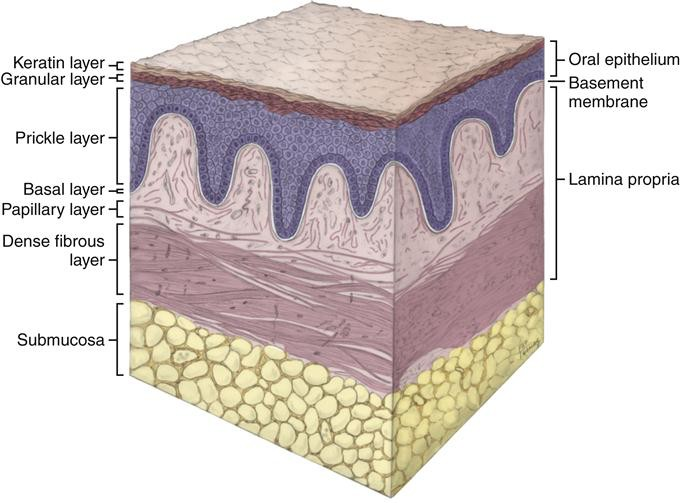 Keratin layer
Granular layer
Prickle layer
Basal layer
Papillary layer
Dense fibrous
layer
Submucosa
Oral epithelium
Basement
membrane
Lamina propria